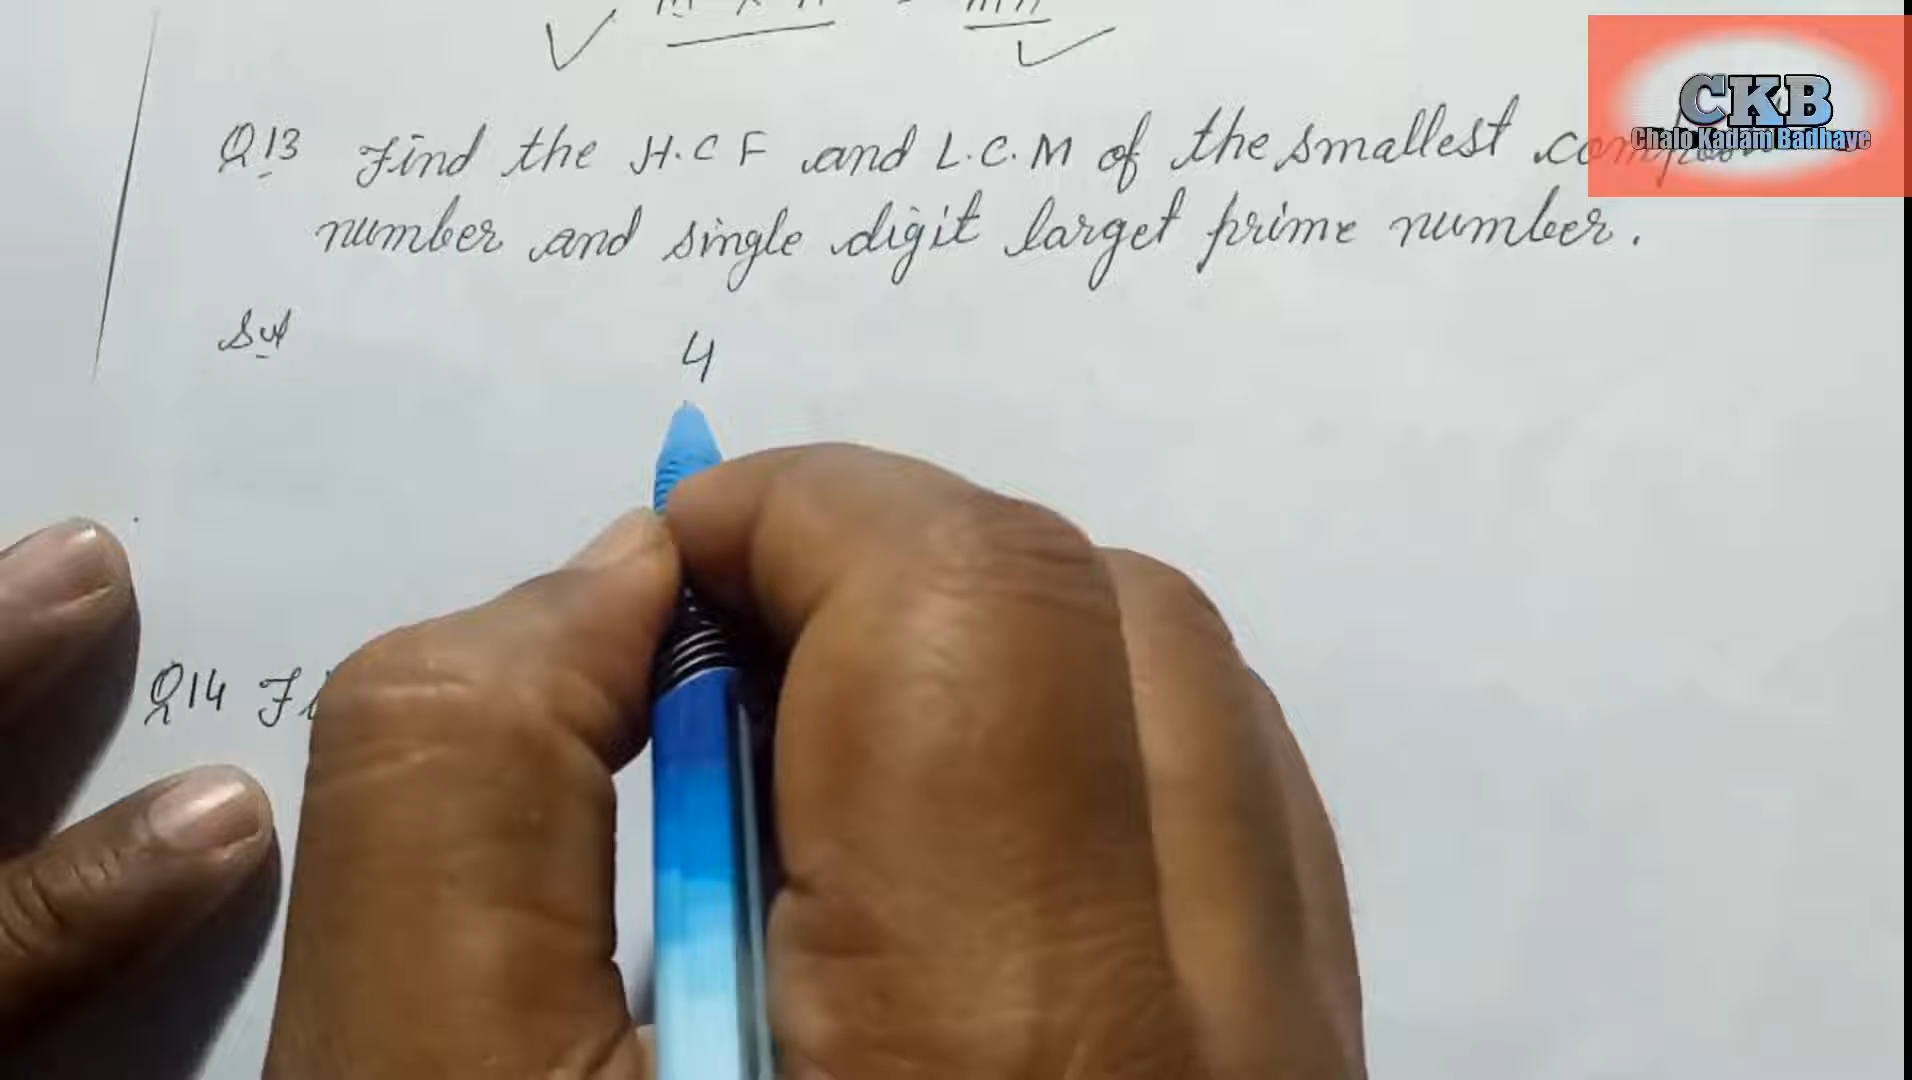 Q13 Find the H.C F and L.C.M of the smallest
number and single digit larget prime number.
Sol
4
Q14
CKB
Chalo Kadam Badhaye